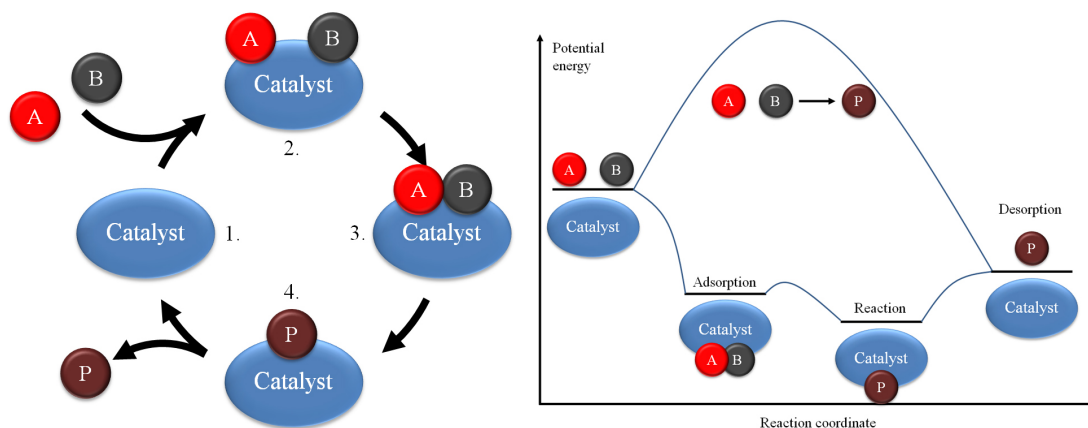 A
B
Catalyst
2.
A
B
Catalyst
1.
A
B
Catalyst
3.
4.
P
Catalyst
P
Potential
energy
A
B
P
A
B
Catalyst
Desorption
P
Catalyst
Adsorption
Catalyst
A
B
Reaction
Catalyst
P
Reaction coordinate